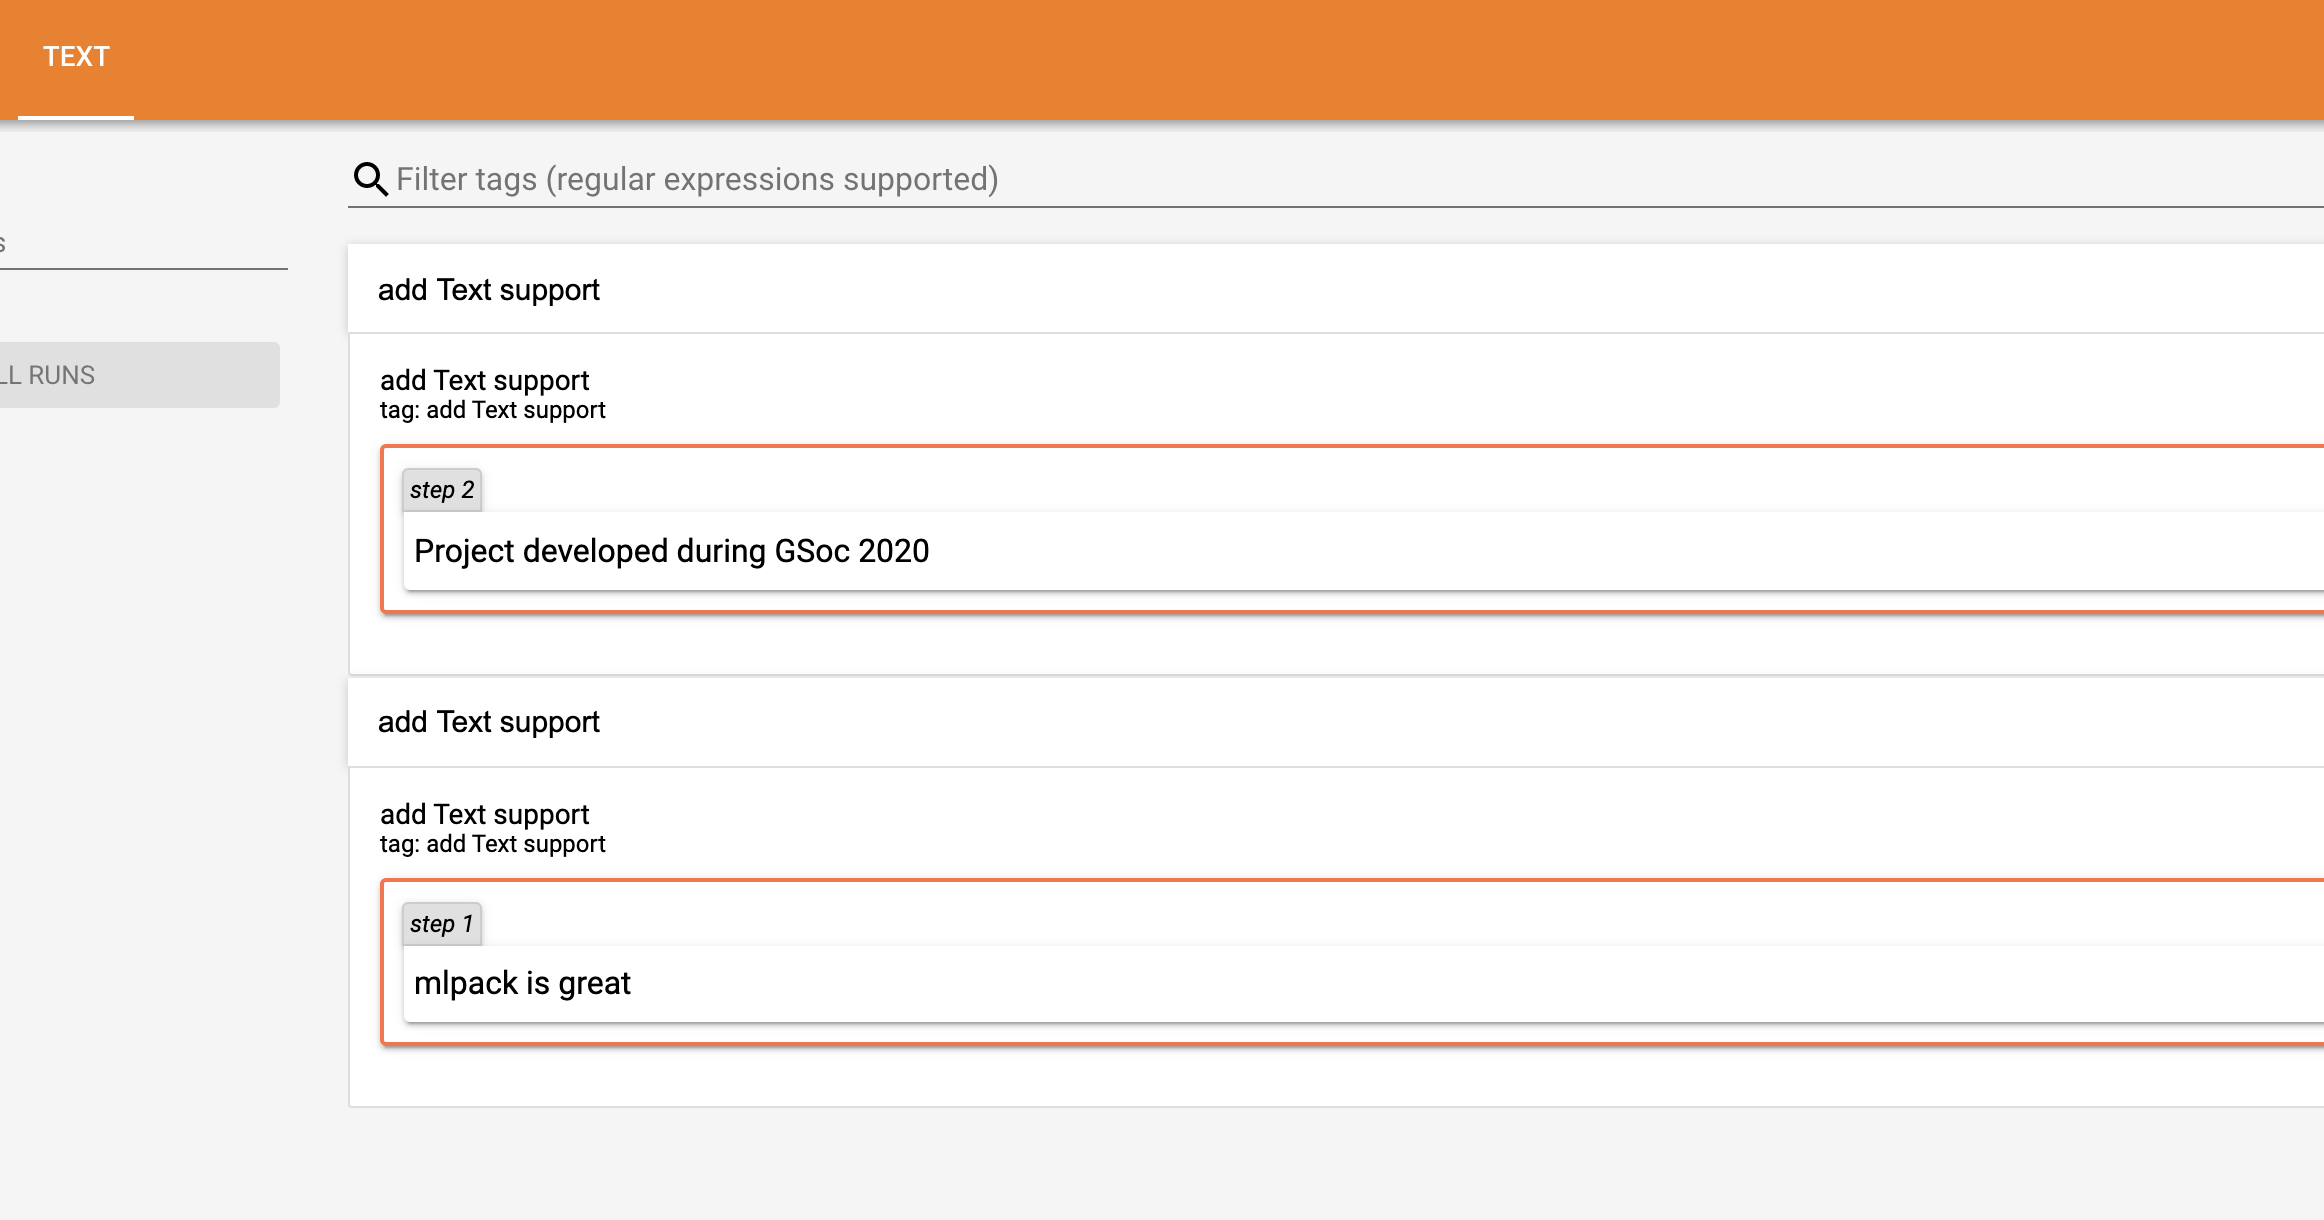 TEXT
Filter tags (regular expressions supported)
s
LL RUNS
add Text support
add Text support
tag: add Text support
step 2
Project developed during GSoc 2020
add Text support
add Text support
tag: add Text support
step 1
mlpack is great